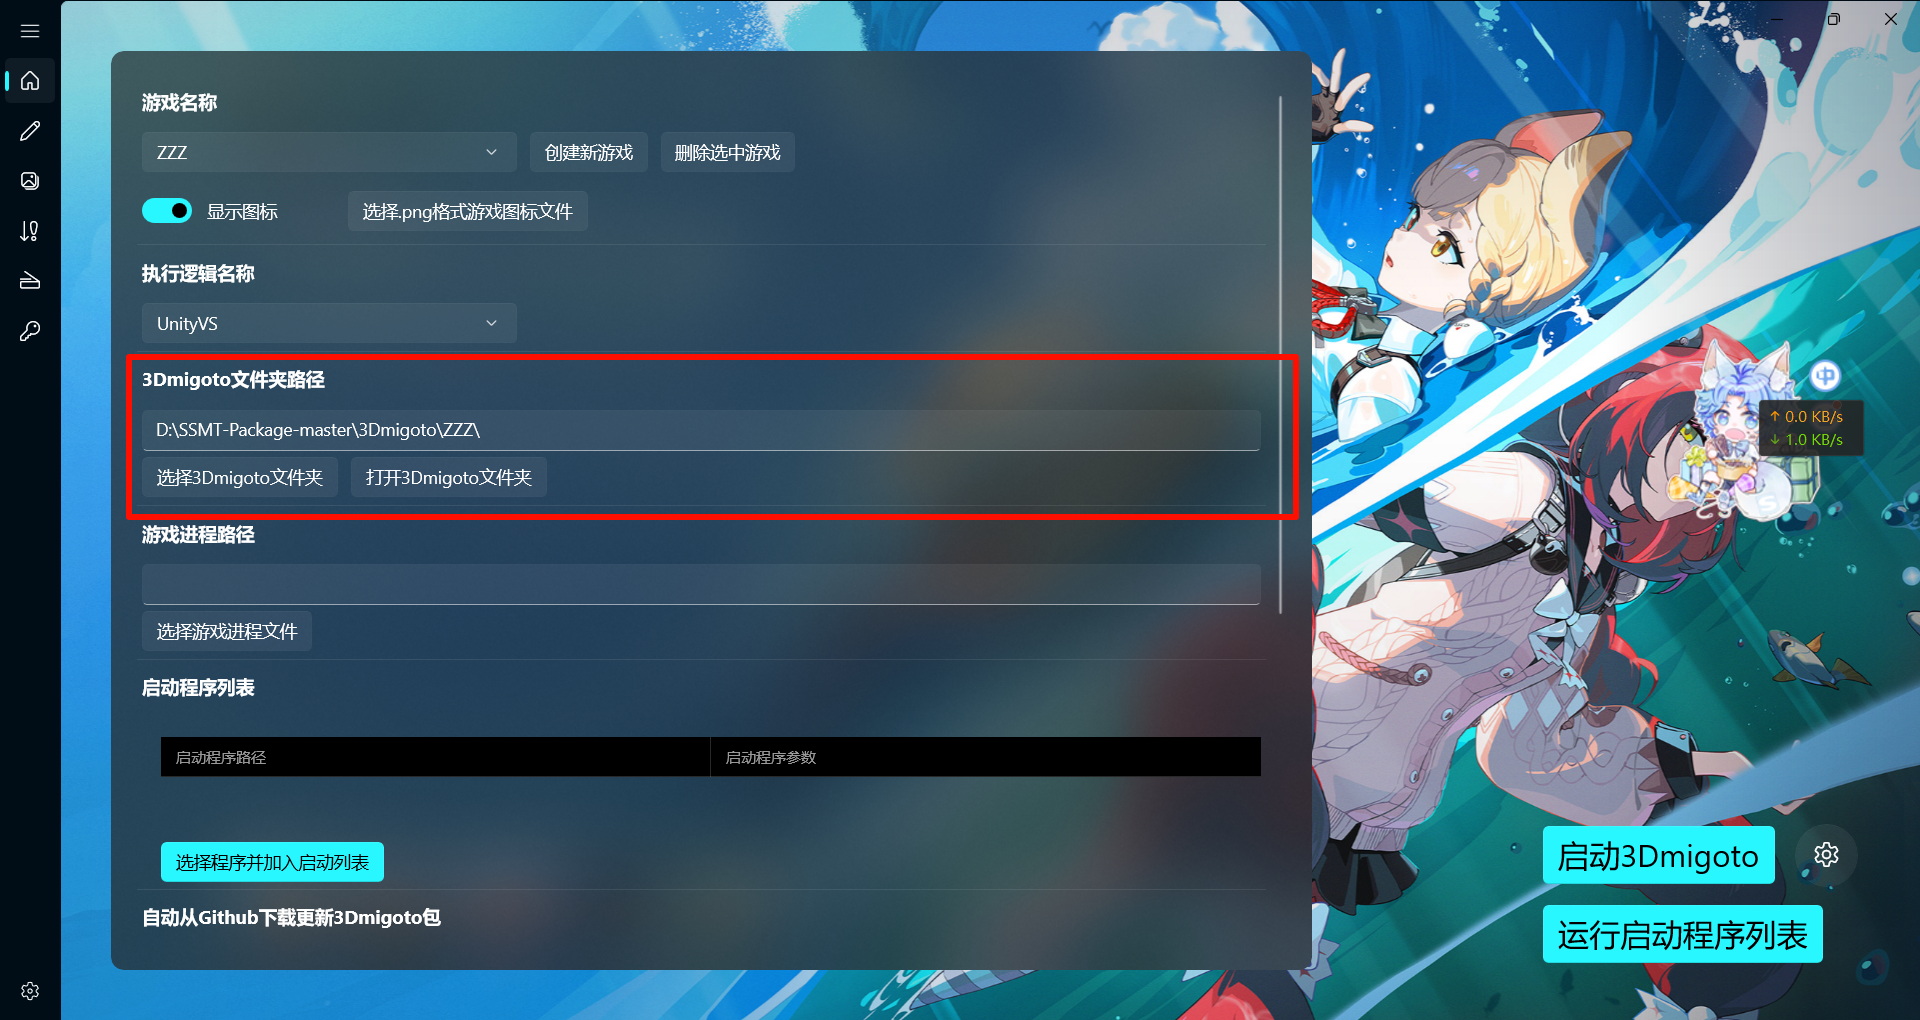 游戏名称
ZZZ
创建新游戏
删除选中游戏
显示图标
选择.png格式游戏图标文件
执行逻辑名称
UnityVS
3Dmigoto文件夹路径
D:\SSMT-Package-master\3Dmigoto\ZZZ\
选择3Dmigoto文件夹
打开3Dmigoto文件夹
游戏进程路径
选择游戏进程文件
启动程序列表
启动程序路径
启动程序参数
选择程序并加入启动列表
自动从Github下载更新3Dmigoto包
中
↑ 0.0 KB/s
↓ 1.0 KB/s
启动3Dmigoto
运行启动程序列表